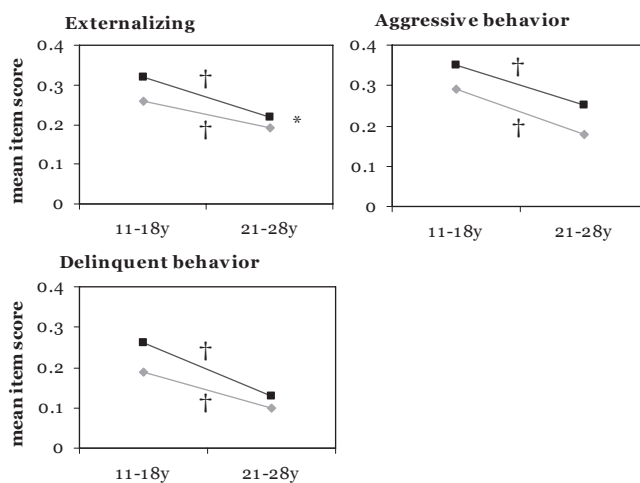 Externalizing
0.4
0.3
0.2
0.1
0
mean item score
†
†
*
11-18y 21-28y
Aggressive behavior
0.4
0.3
0.2
0.1
0
†
†
11-18y 21-28y
Delinquent behavior
0.4
0.3
0.2
0.1
0
mean item score
†
†
11-18y 21-28y